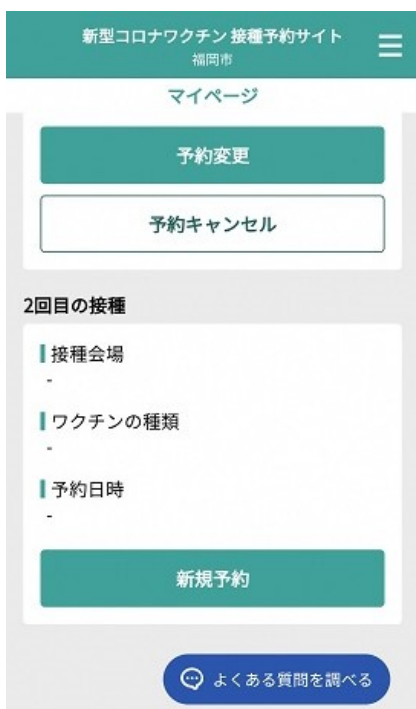 新型コロナワクチン 接種予約サイト
福岡市
マイページ
予約変更
予約キャンセル
2回目の接種
接種会場
-
ワクチンの種類
-
予約日時
-
新規予約
よくある質問を調べる